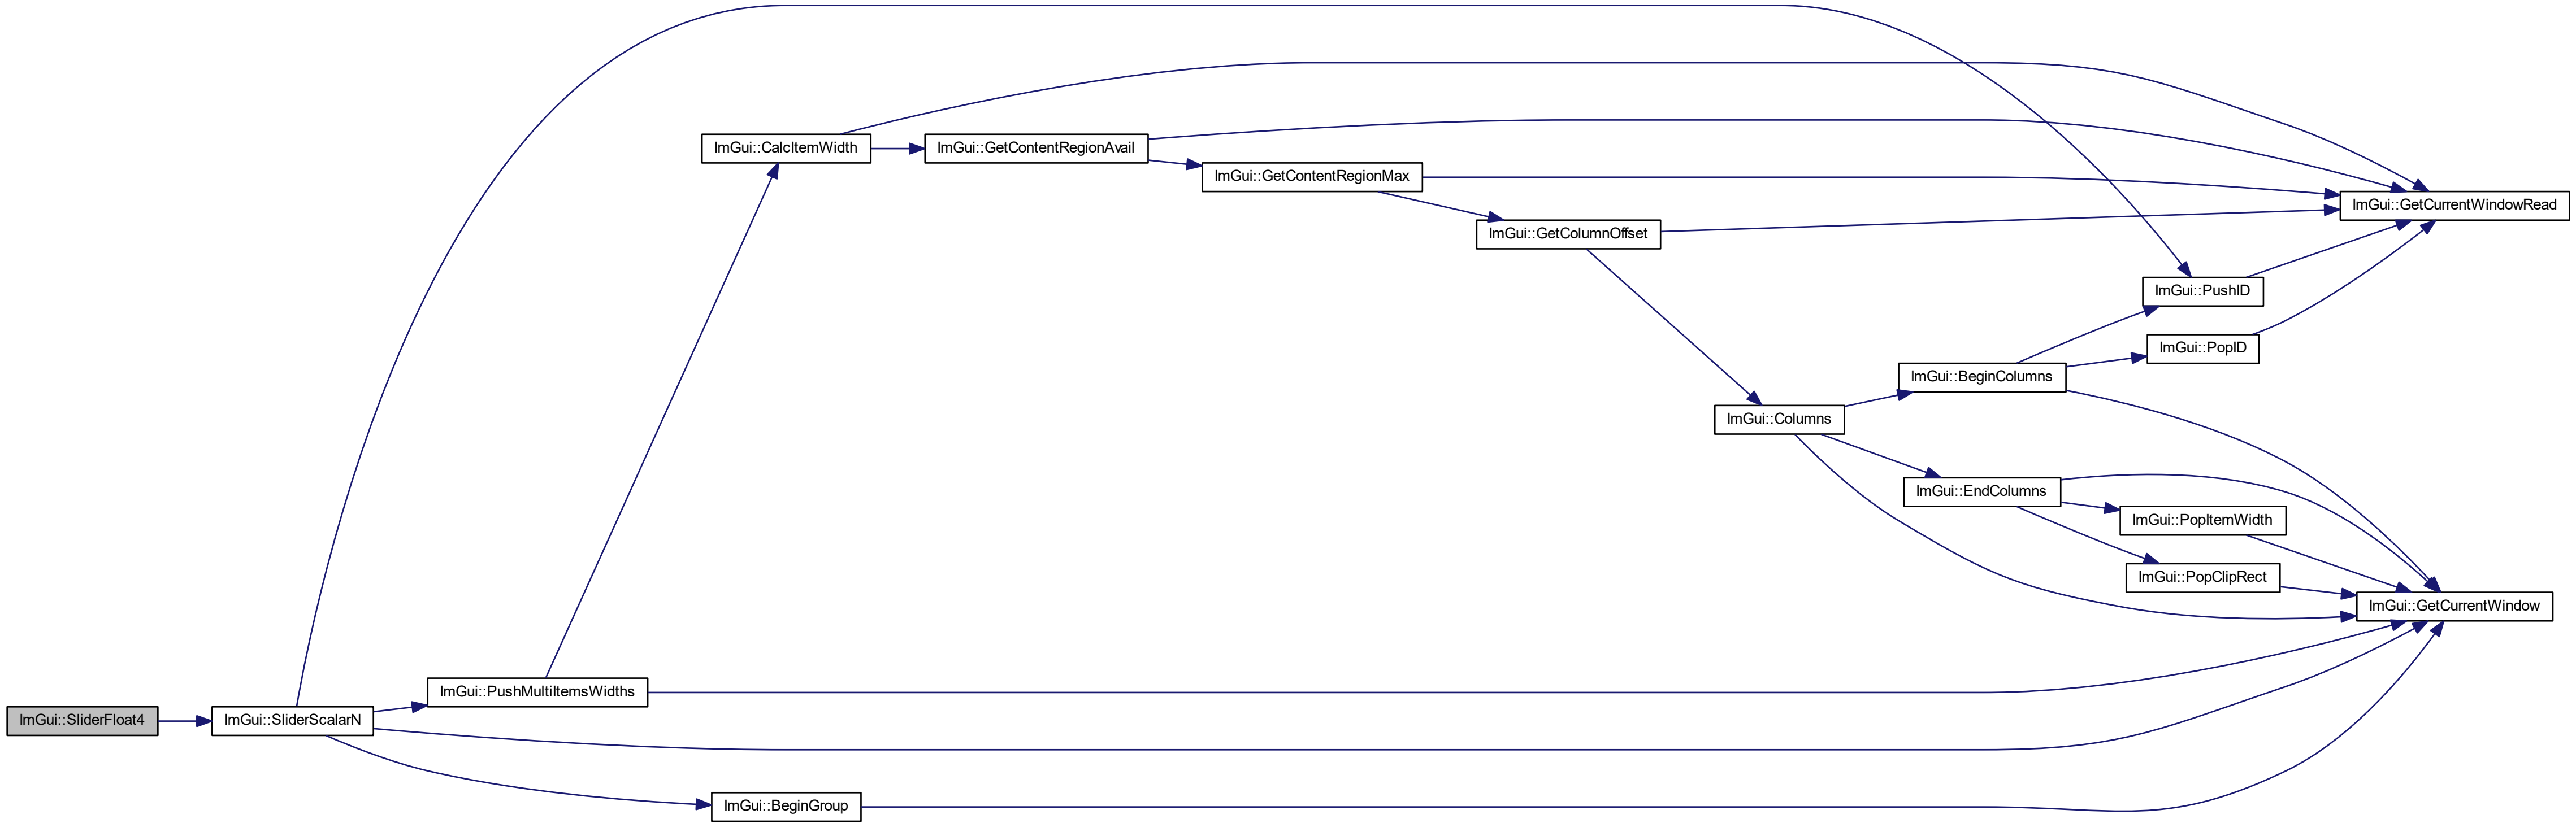 ImGui::CalcItemWidth
ImGui::GetContentRegionAvail
ImGui::GetContentRegionMax
ImGui::GetCurrentWindowRead
ImGui::GetColumnOffset
ImGui::PushID
ImGui::PopID
ImGui::BeginColumns
ImGui::Columns
ImGui::EndColumns
ImGui::PopItemWidth
ImGui::PopClipRect
ImGui::GetCurrentWindow
ImGui::PushMultiItemsWidths
ImGui::SliderFloat4
ImGui::SliderScalarN
ImGui::BeginGroup